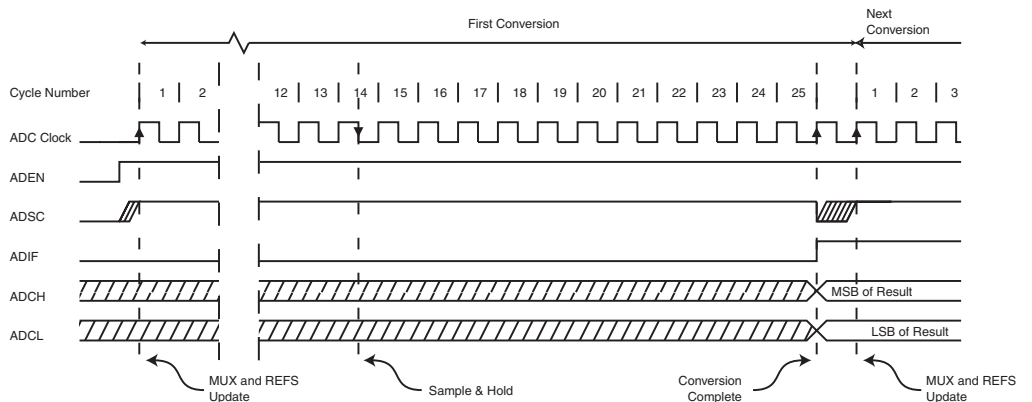 First Conversion
Next
Conversion
Cycle Number 1 2 12 13 14 15 16 17 18 19 20 21 22 23 24 25 1 2 3
ADC Clock
ADEN
ADSC
ADIF
ADCH MSB of Result
ADCL LSB of Result
MUX and REFS
Update
Sample & Hold
Conversion
Complete
MUX and REFS
Update